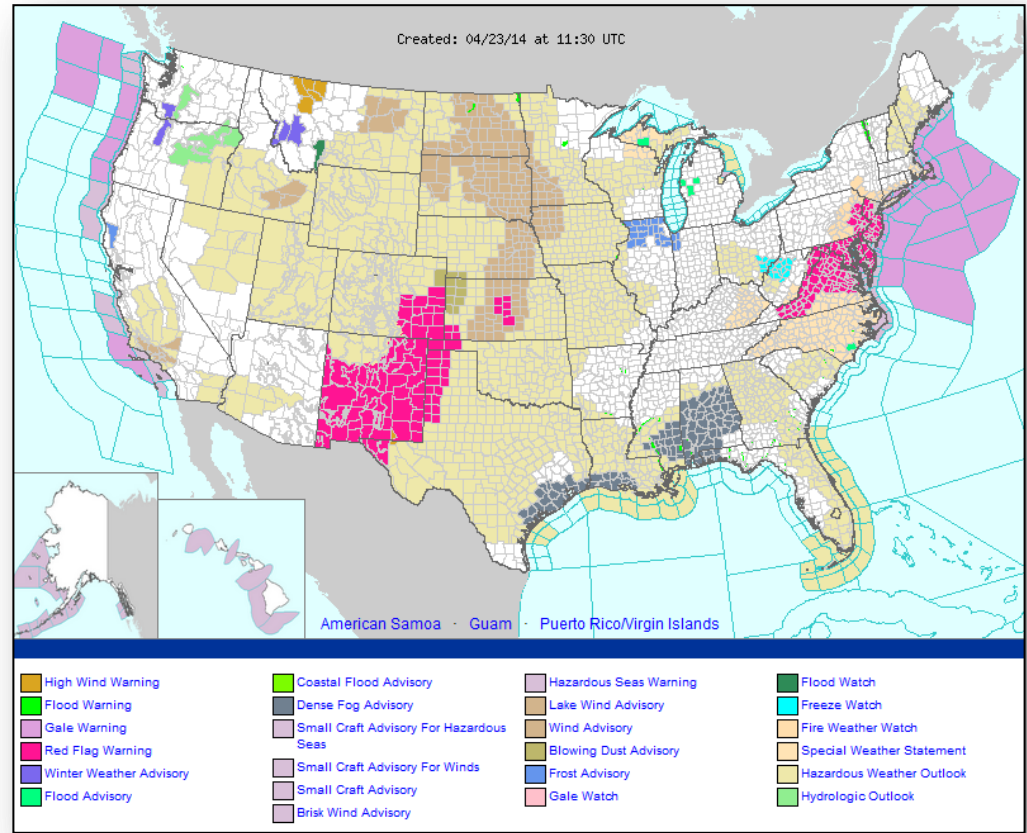 Created: 04/23/14 at 11:30 UTC
American Samoa - Guam - Puerto Rico/Virgin Islands
High Wind Warning
Flood Warning
Gale Warning
Red Flag Warning
Winter Weather Advisory
Flood Advisory
Coastal Flood Advisory
Dense Fog Advisory
Small Craft Advisory For Hazardous
Seas
Small Craft Advisory For Winds
Small Craft Advisory
Brisk Wind Advisory
Hazardous Seas Warning
Lake Wind Advisory
Wind Advisory
Blowing Dust Advisory
Frost Advisory
Gale Watch
Flood Watch
Freeze Watch
Fire Weather Watch
Special Weather Statement
Hazardous Weather Outlook
Hydrologic Outlook